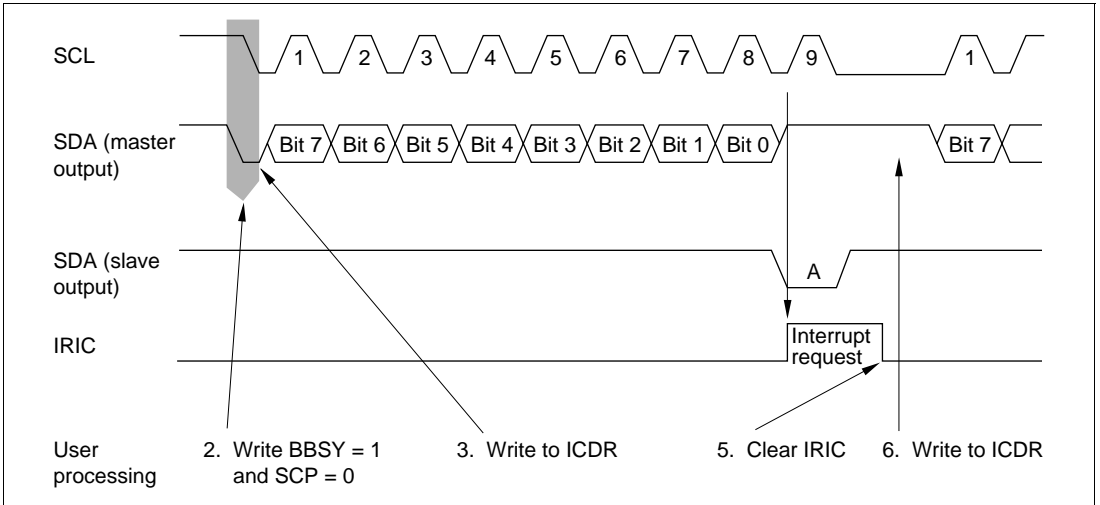 SCL 1 2 3 4 5 6 7 8 9 1
SDA (master
output)
Bit 7 Bit 6 Bit 5 Bit 4 Bit 3 Bit 2 Bit 1 Bit 0 Bit 7
SDA (slave
output)
A
IRIC
Interrupt
request
User
processing
2. Write BBSY = 1
and SCP = 0
3. Write to ICDR
5. Clear IRIC
6. Write to ICDR